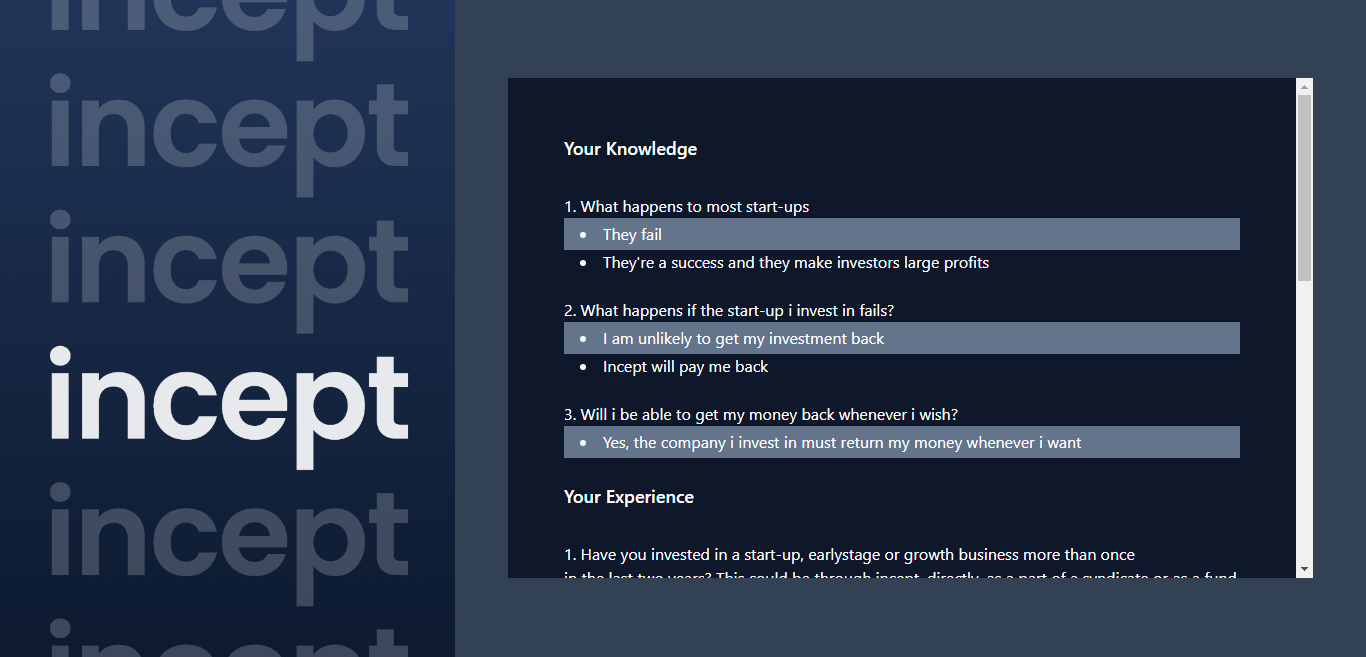 incept
incept
incept
incept
incept
incept
Your Knowledge
1. What happens to most start-ups
• They fail
• They're a success and they make investors large profits
2. What happens if the start-up i invest in fails?
• I am unlikely to get my investment back
• Incept will pay me back
3. Will i be able to get my money back whenever i wish?
• Yes, the company i invest in must return my money whenever i want
Your Experience
1. Have you invested in a start-up, earlystage or growth business more than once
in the last two years? This could be through incept, directly, as a part of a syndicate or as a fund